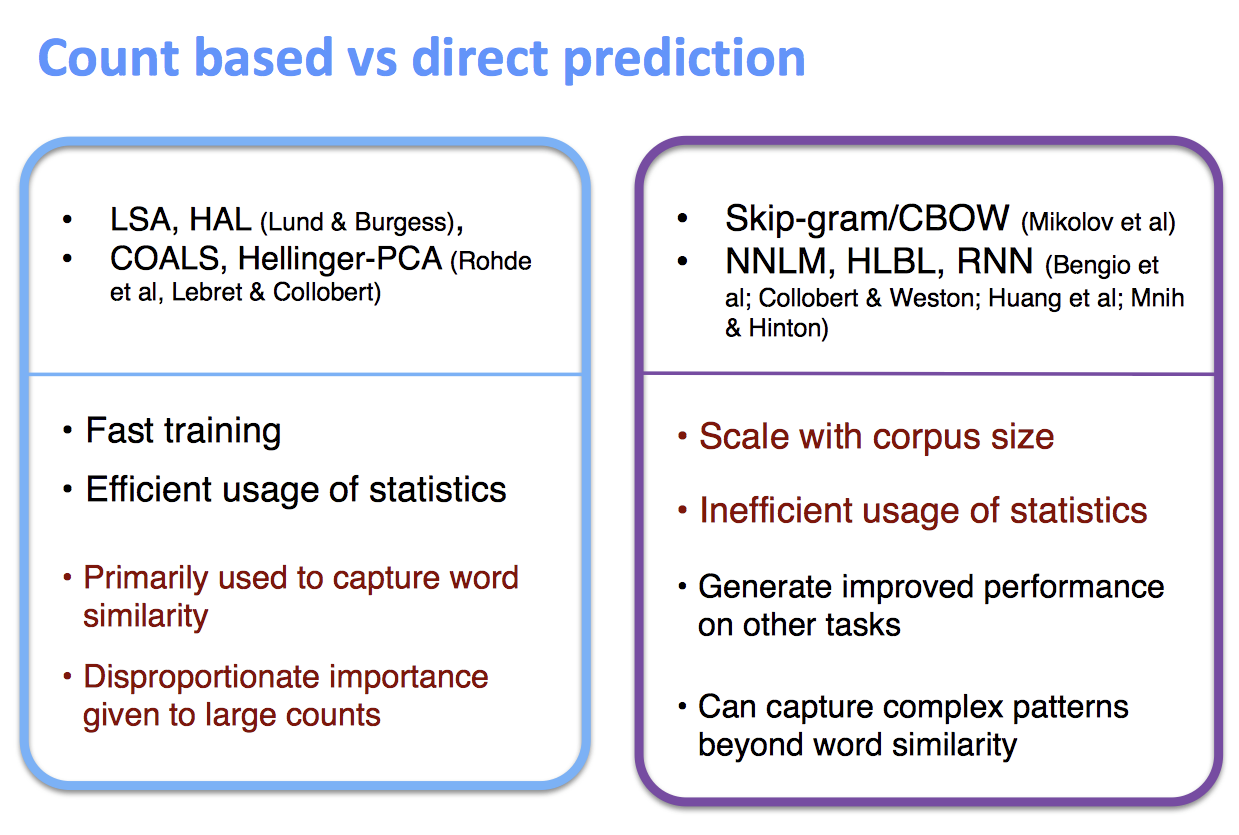 Count based vs direct prediction
• LSA, HAL (Lund & Burgess),
• COALS, Hellinger-PCA (Rohde
et al, Lebret & Collobert)
• Fast training
• Efficient usage of statistics
• Primarily used to capture word
similarity
• Disproportionate importance
given to large counts
• Skip-gram/CBOW (Mikolov et al)
• NNLM, HLBL, RNN (Bengio et
al; Collobert & Weston; Huang et al; Mnih
& Hinton)
• Scale with corpus size
• Inefficient usage of statistics
• Generate improved performance
on other tasks
• Can capture complex patterns
beyond word similarity